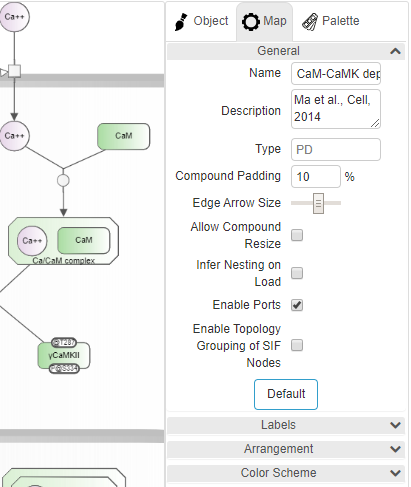 Ca++
Ca++
CaM
Ca++
CaM
Ca/CaM complex
γCaMKII
Object
Map
Palette
General
Name
CaM-CaMK dep
Description
Ma et al., Cell,
2014
Type
PD
Compound Padding
10
%
Edge Arrow Size
Allow Compound
Resize
Infer Nesting on
Load
Enable Ports
Enable Topology
Grouping of SIF
Nodes
Default
Labels
Arrangement
Color Scheme